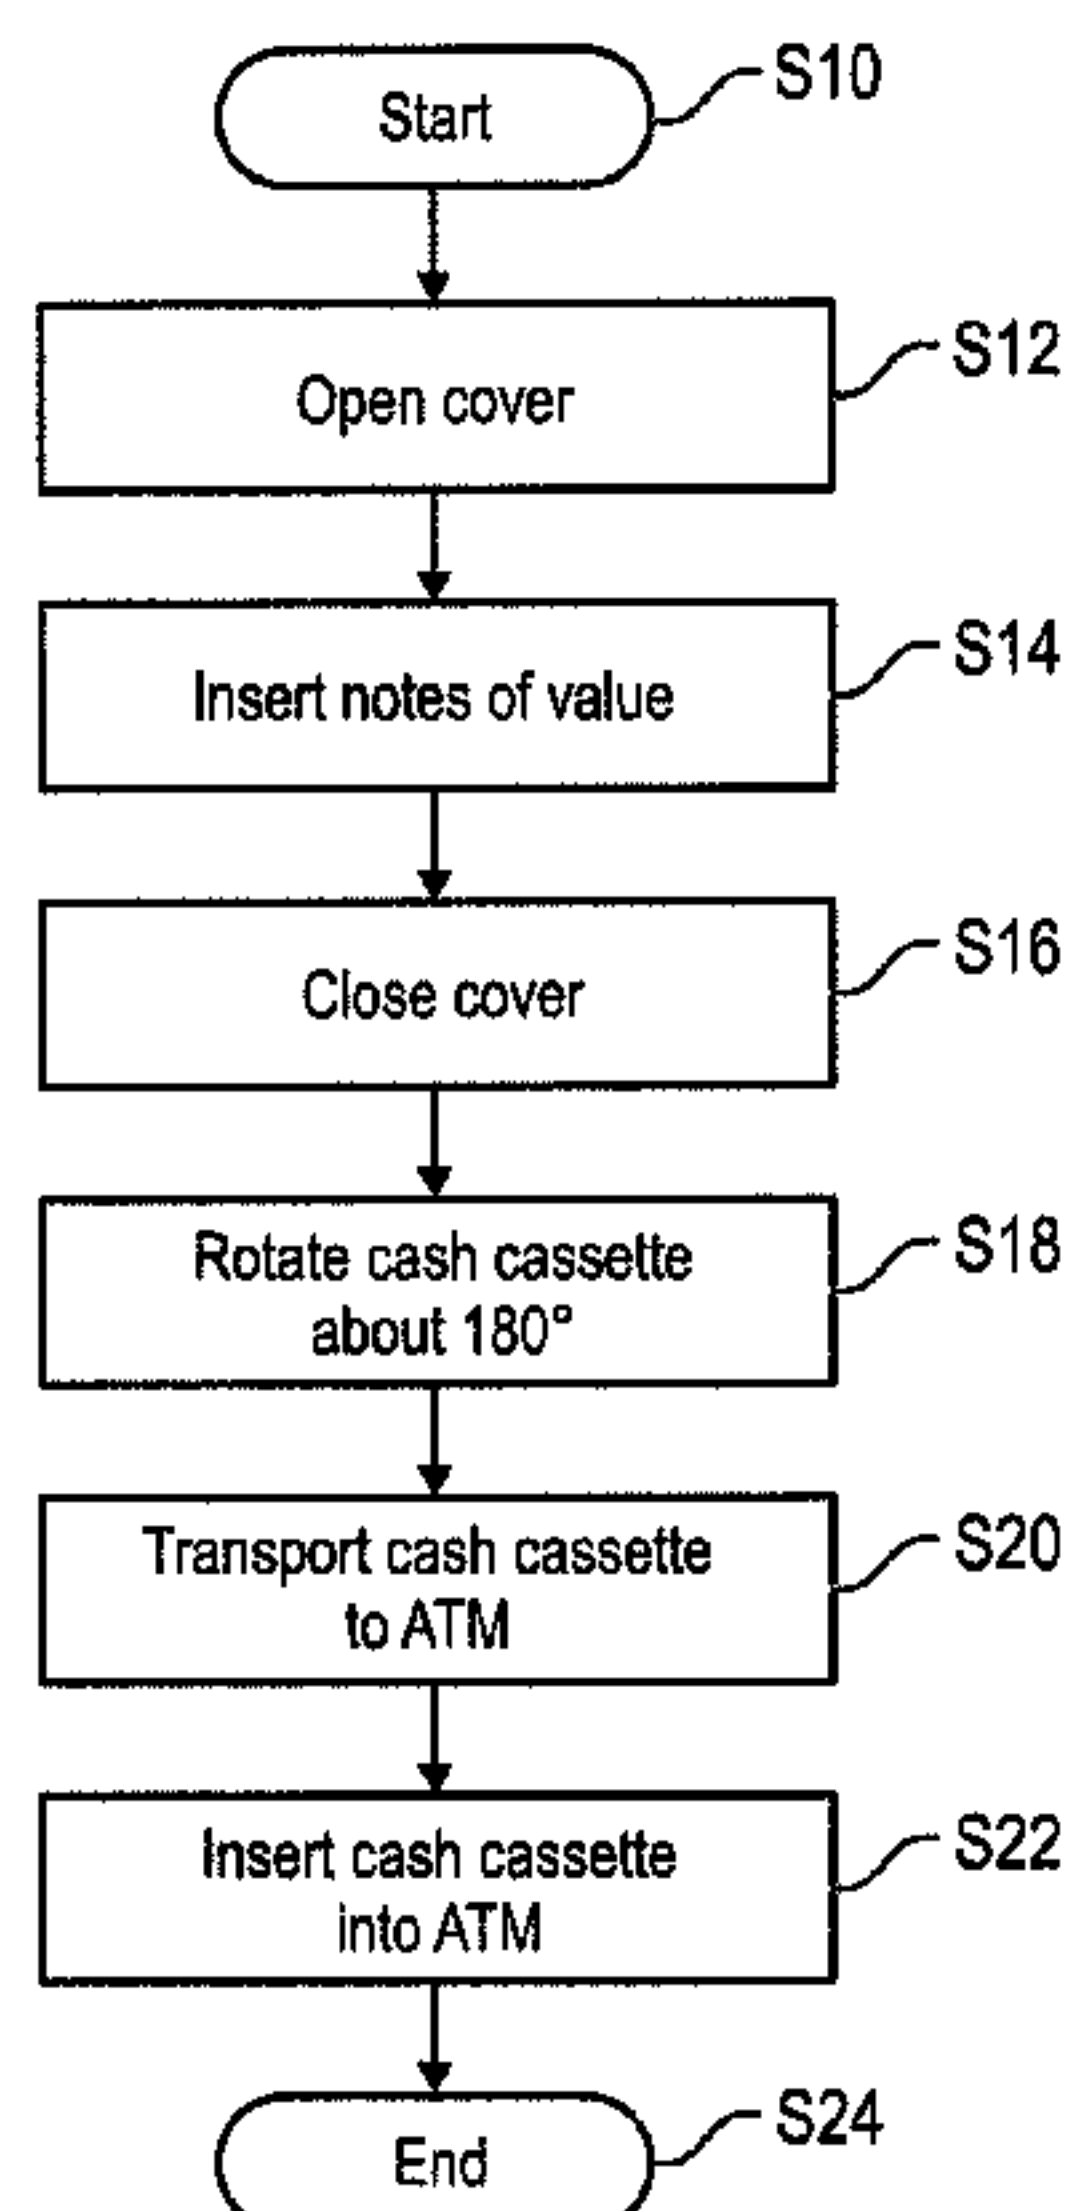 Start
S10
Open cover
S12
Insert notes of value
S14
Close cover
S16
Rotate cash cassette
about 180°
S18
Transport cash cassette
to ATM
S20
Insert cash cassette
into ATM
S22
End
S24